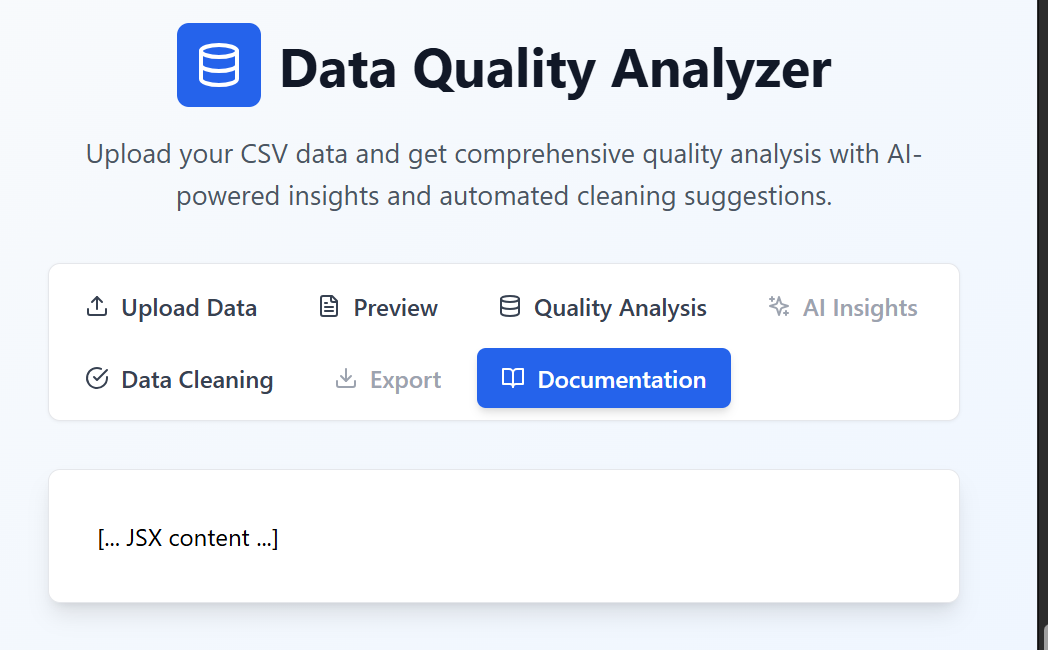 Data Quality Analyzer
Upload your CSV data and get comprehensive quality analysis with AI-
powered insights and automated cleaning suggestions.
Upload Data Preview Quality Analysis AI Insights
Data Cleaning Export Documentation
[... JSX content ...]